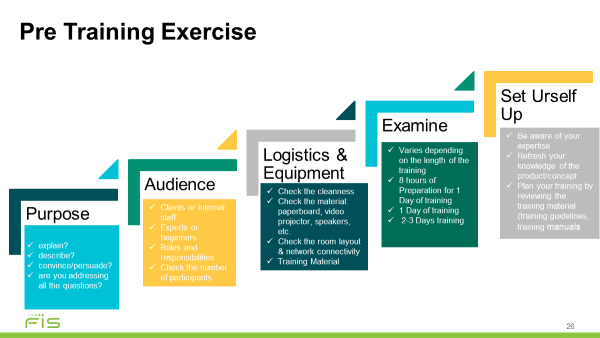 Pre Training Exercise
Purpose
explain?
describe?
convince/persuade?
are you addressing
all the questions?
Audience
Clients or internal
staff
Experts or
beginners
Roles and
responsibilities
Check the number
of participants
Logistics &
Equipment
Check the cleanness
Check the material:
paperboard, video
projector, speakers,
etc.
Check the room layout
& network connectivity
Training Material
Examine
Varies depending
on the length of the
training
8 hours of
Preparation for 1
Day of training
1 Day of training
2-3 Days training
Set Urself
Up
Be aware of your
expertise
Refresh your
knowledge of the
product/concept
Plan your training by
reviewing the
training material
(training guidelines,
training manuals
FIS
26